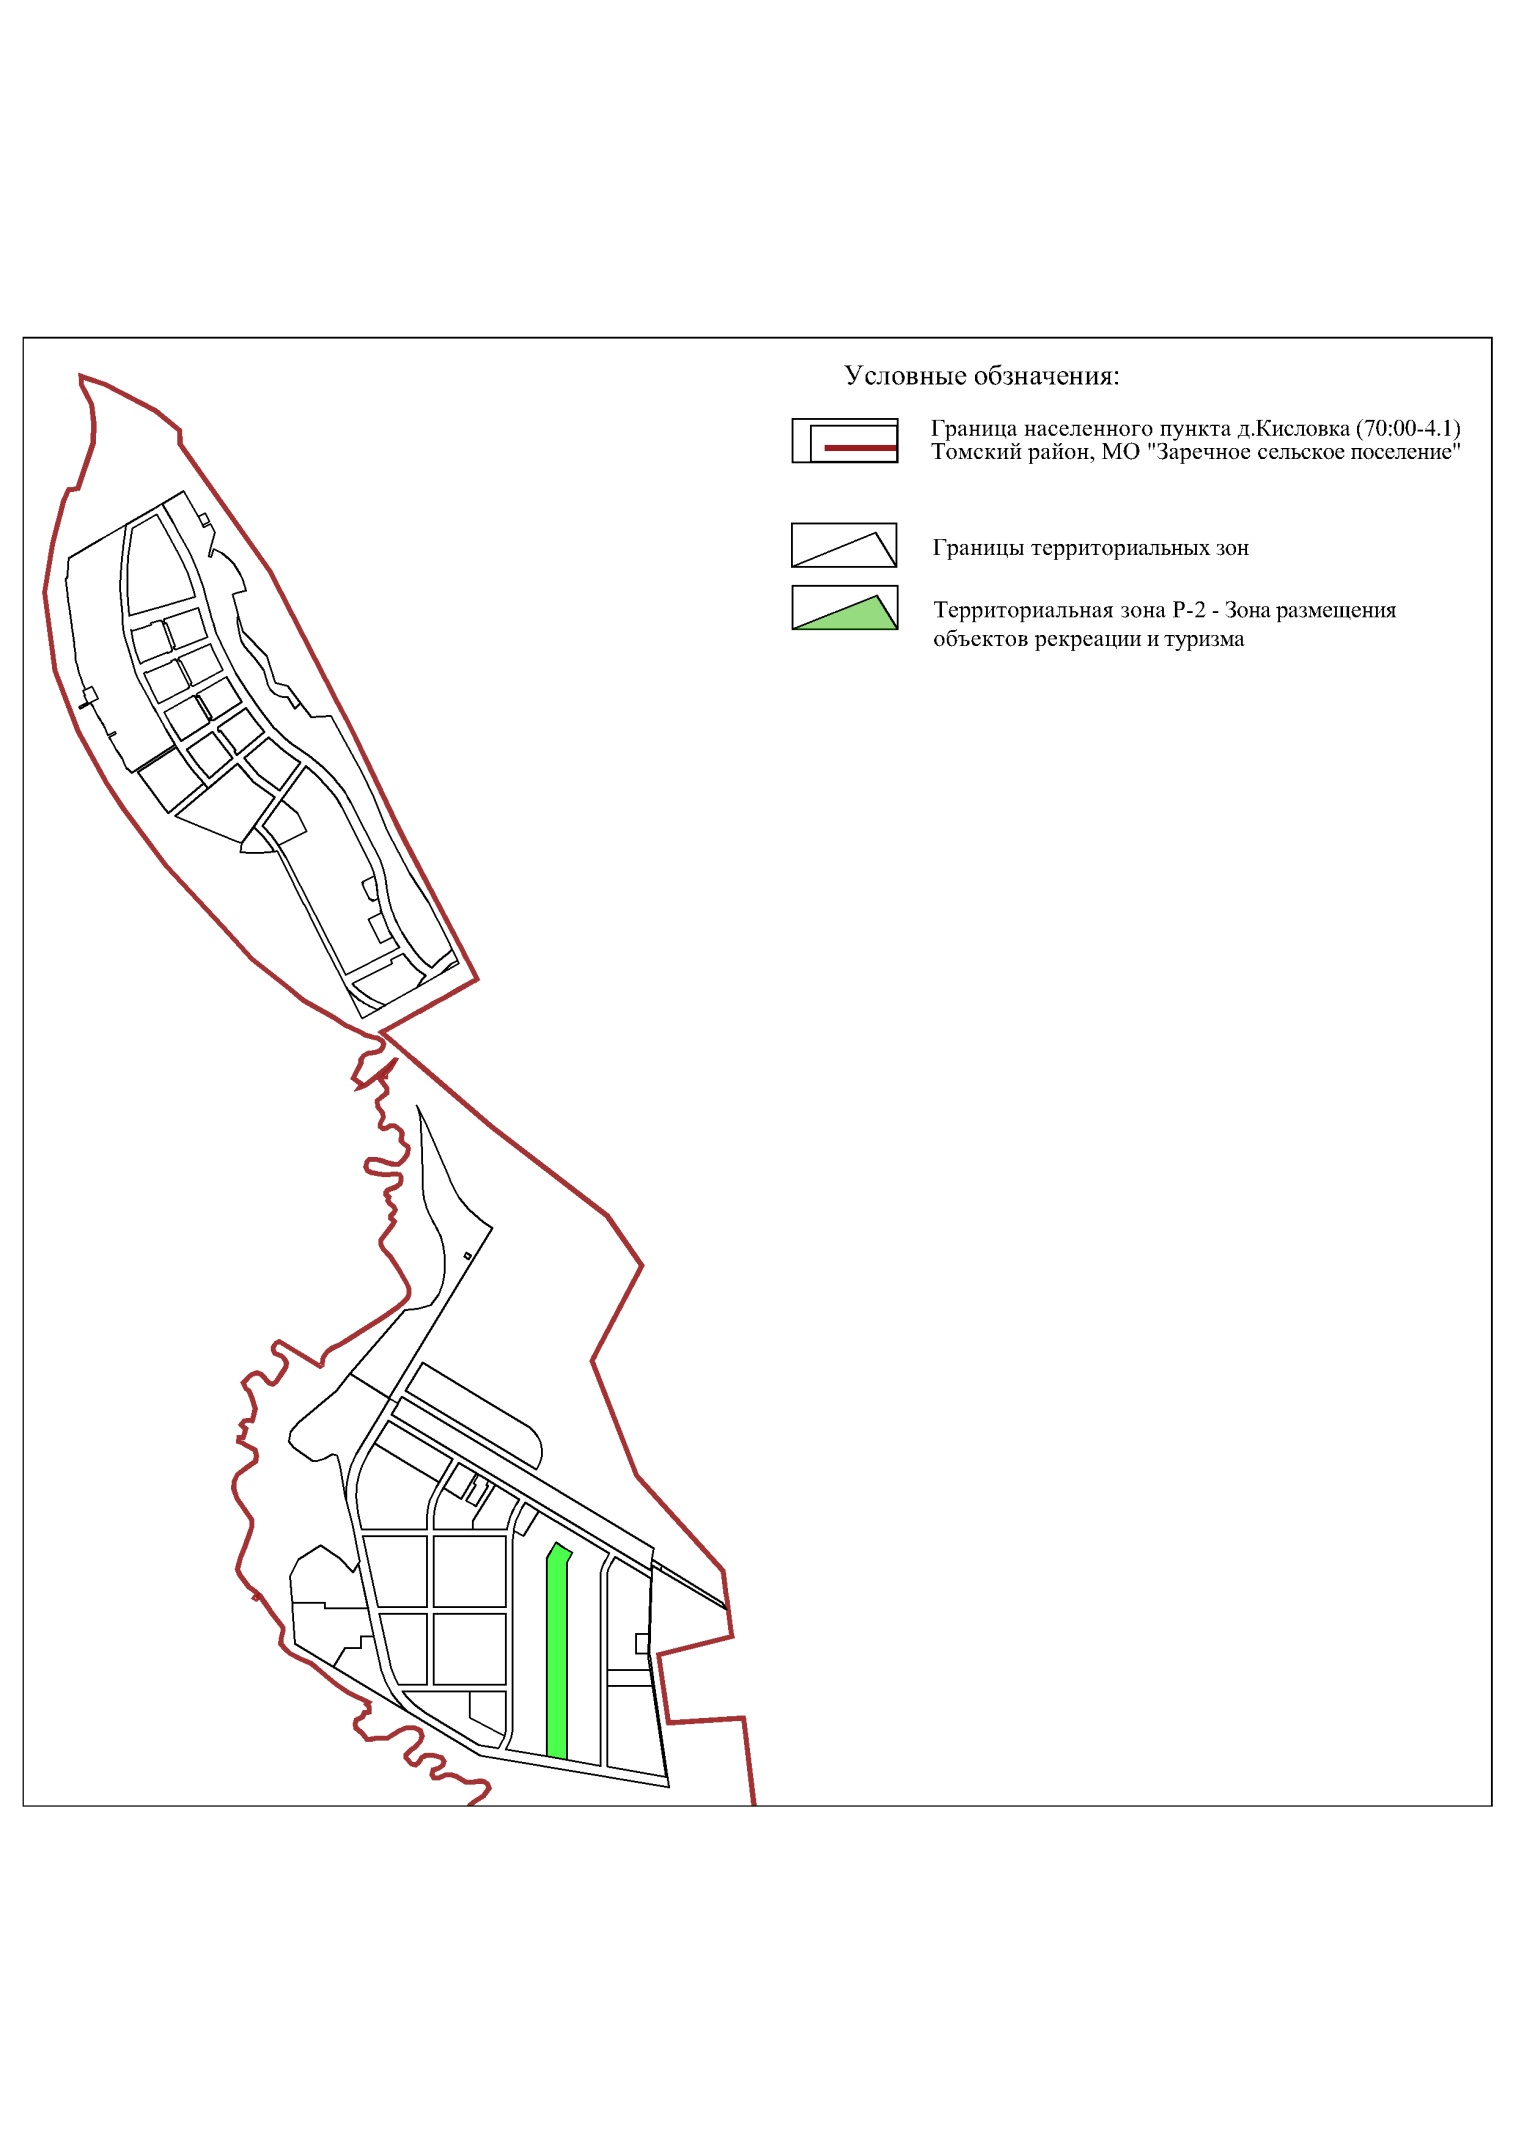 Условные обзначения:
Граница населенного пункта д.Кисловка (70:00-4.1)
Томский район, МО "Заречное сельское поселение"
Границы территориальных зон
Территориальная зона Р-2 - Зона размещения
объектов рекреации и туризма